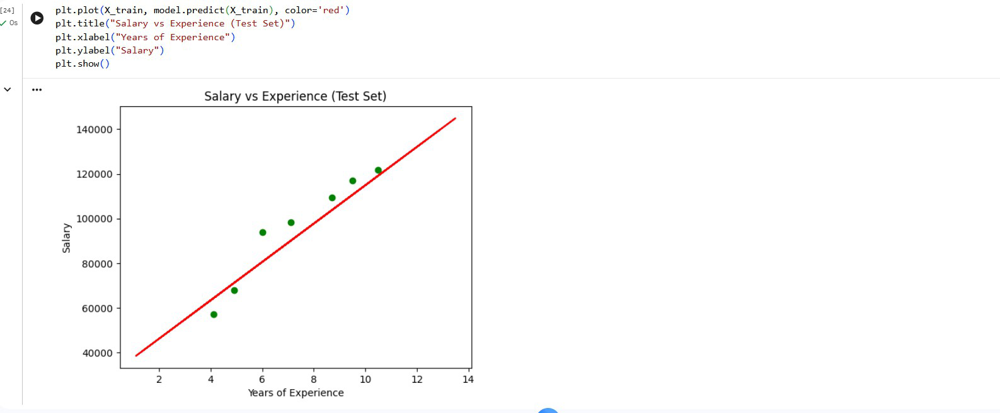 [24]
0s
plt.plot(X_train, model.predict(X_train), color='red')
plt.title("Salary vs Experience (Test Set)")
plt.xlabel("Years of Experience")
plt.ylabel("Salary")
plt.show()
Salary vs Experience (Test Set)
140000
120000
100000
80000
60000
40000
Salary
2 4 6 8 10 12 14
Years of Experience